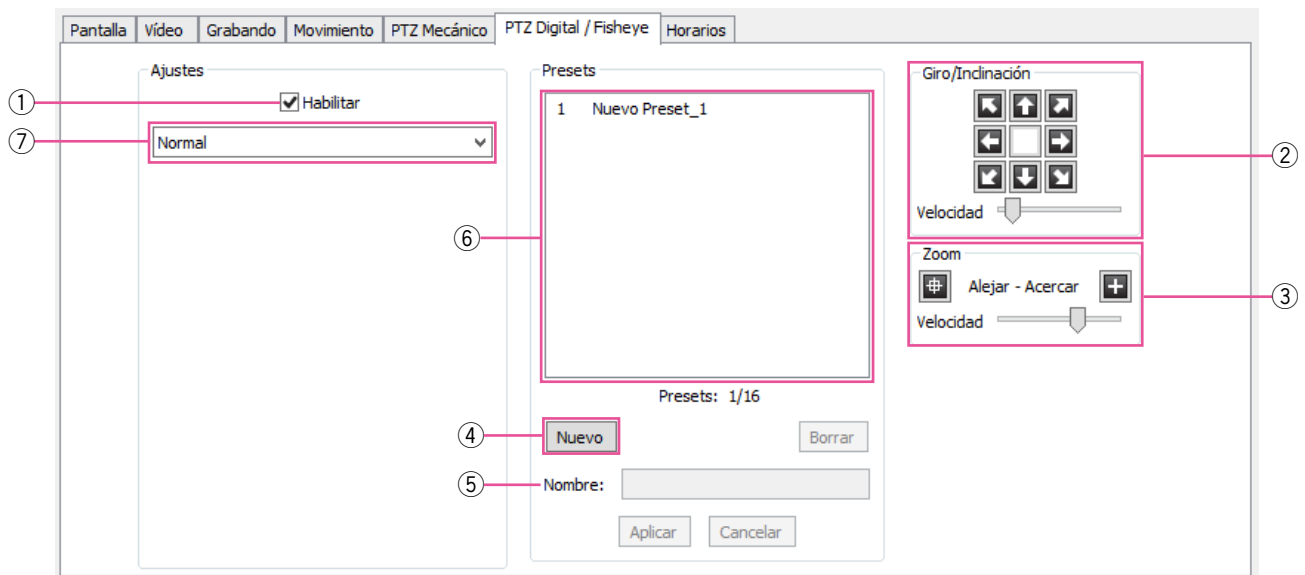 Pantalla Vídeo Grabando Movimiento PTZ Mecánico PTZ Digital / Fisheye Horarios
Ajustes
① Habilitar
⑦ Normal
Presets
1 Nuevo Preset_1
⑥
Presets: 1/16
④ Nuevo Borrar
⑤ Nombre:
Aplicar Cancelar
Giro/Inclinación
②
Velocidad
Zoom
Alejar - Acercar
③
Velocidad